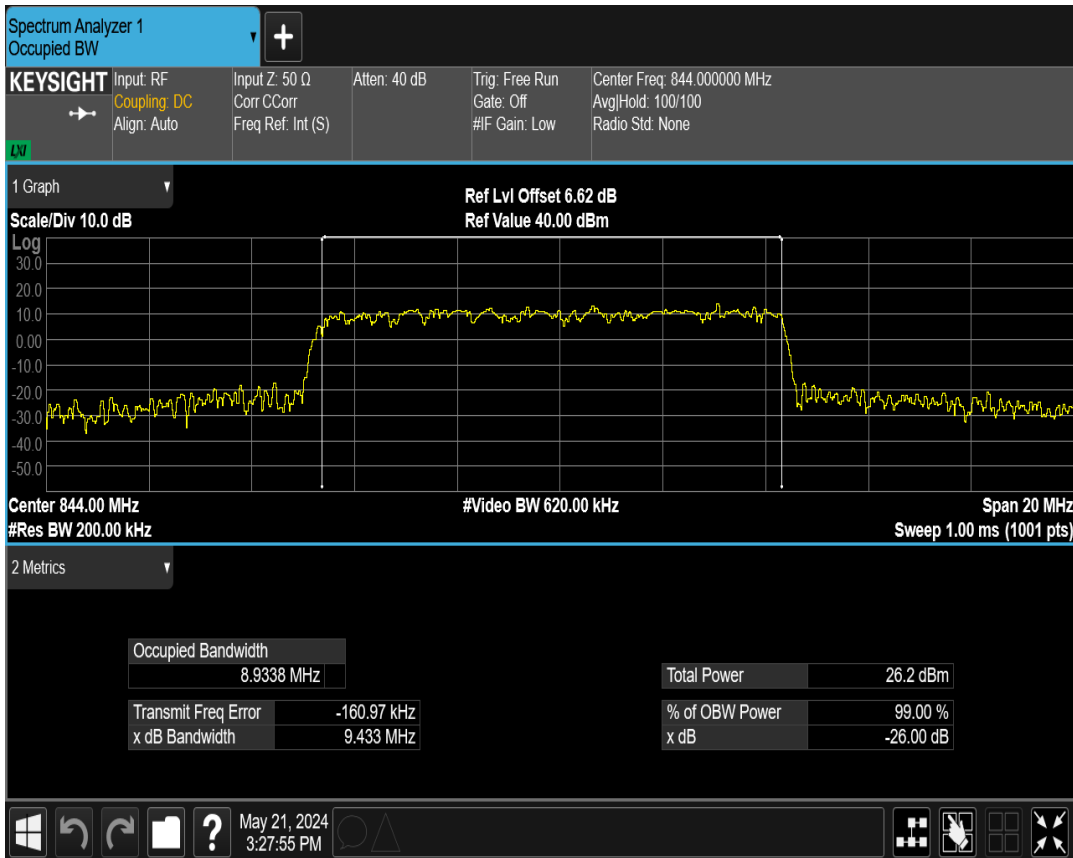 Spectrum Analyzer 1
Occupied BW
+
KEYSIGHT
LXI
Input: RF
Coupling: DC
Align: Auto
Input Z: 50 Ω
Corr CCorr
Freq Ref: Int (S)
Atten: 40 dB
Trig: Free Run
Gate: Off
#IF Gain: Low
Center Freq: 844.000000 MHz
Avg|Hold: 100/100
Radio Std: None
1 Graph
Scale/Div 10.0 dB
Ref Lvl Offset 6.62 dB
Ref Value 40.00 dBm
Log
30.0
20.0
10.0
0.00
-10.0
-20.0
-30.0
-40.0
-50.0
Center 844.00 MHz
#Video BW 620.00 kHz
Span 20 MHz
#Res BW 200.00 kHz
Sweep 1.00 ms (1001 pts)
2 Metrics
Occupied Bandwidth
8.9338 MHz
Total Power 26.2 dBm
Transmit Freq Error -160.97 kHz
% of OBW Power 99.00 %
x dB Bandwidth 9.433 MHz
x dB -26.00 dB
?
May 21, 2024
3:27:55 PM